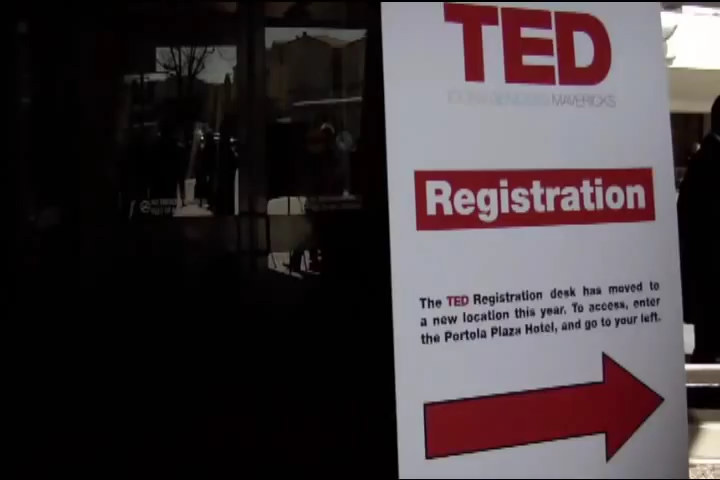 TED
MAVERICKS
Registration
The TED Registration desk has moved to
a new location this year. To access, enter
the Portola Plaza Hotel, and go to your left.